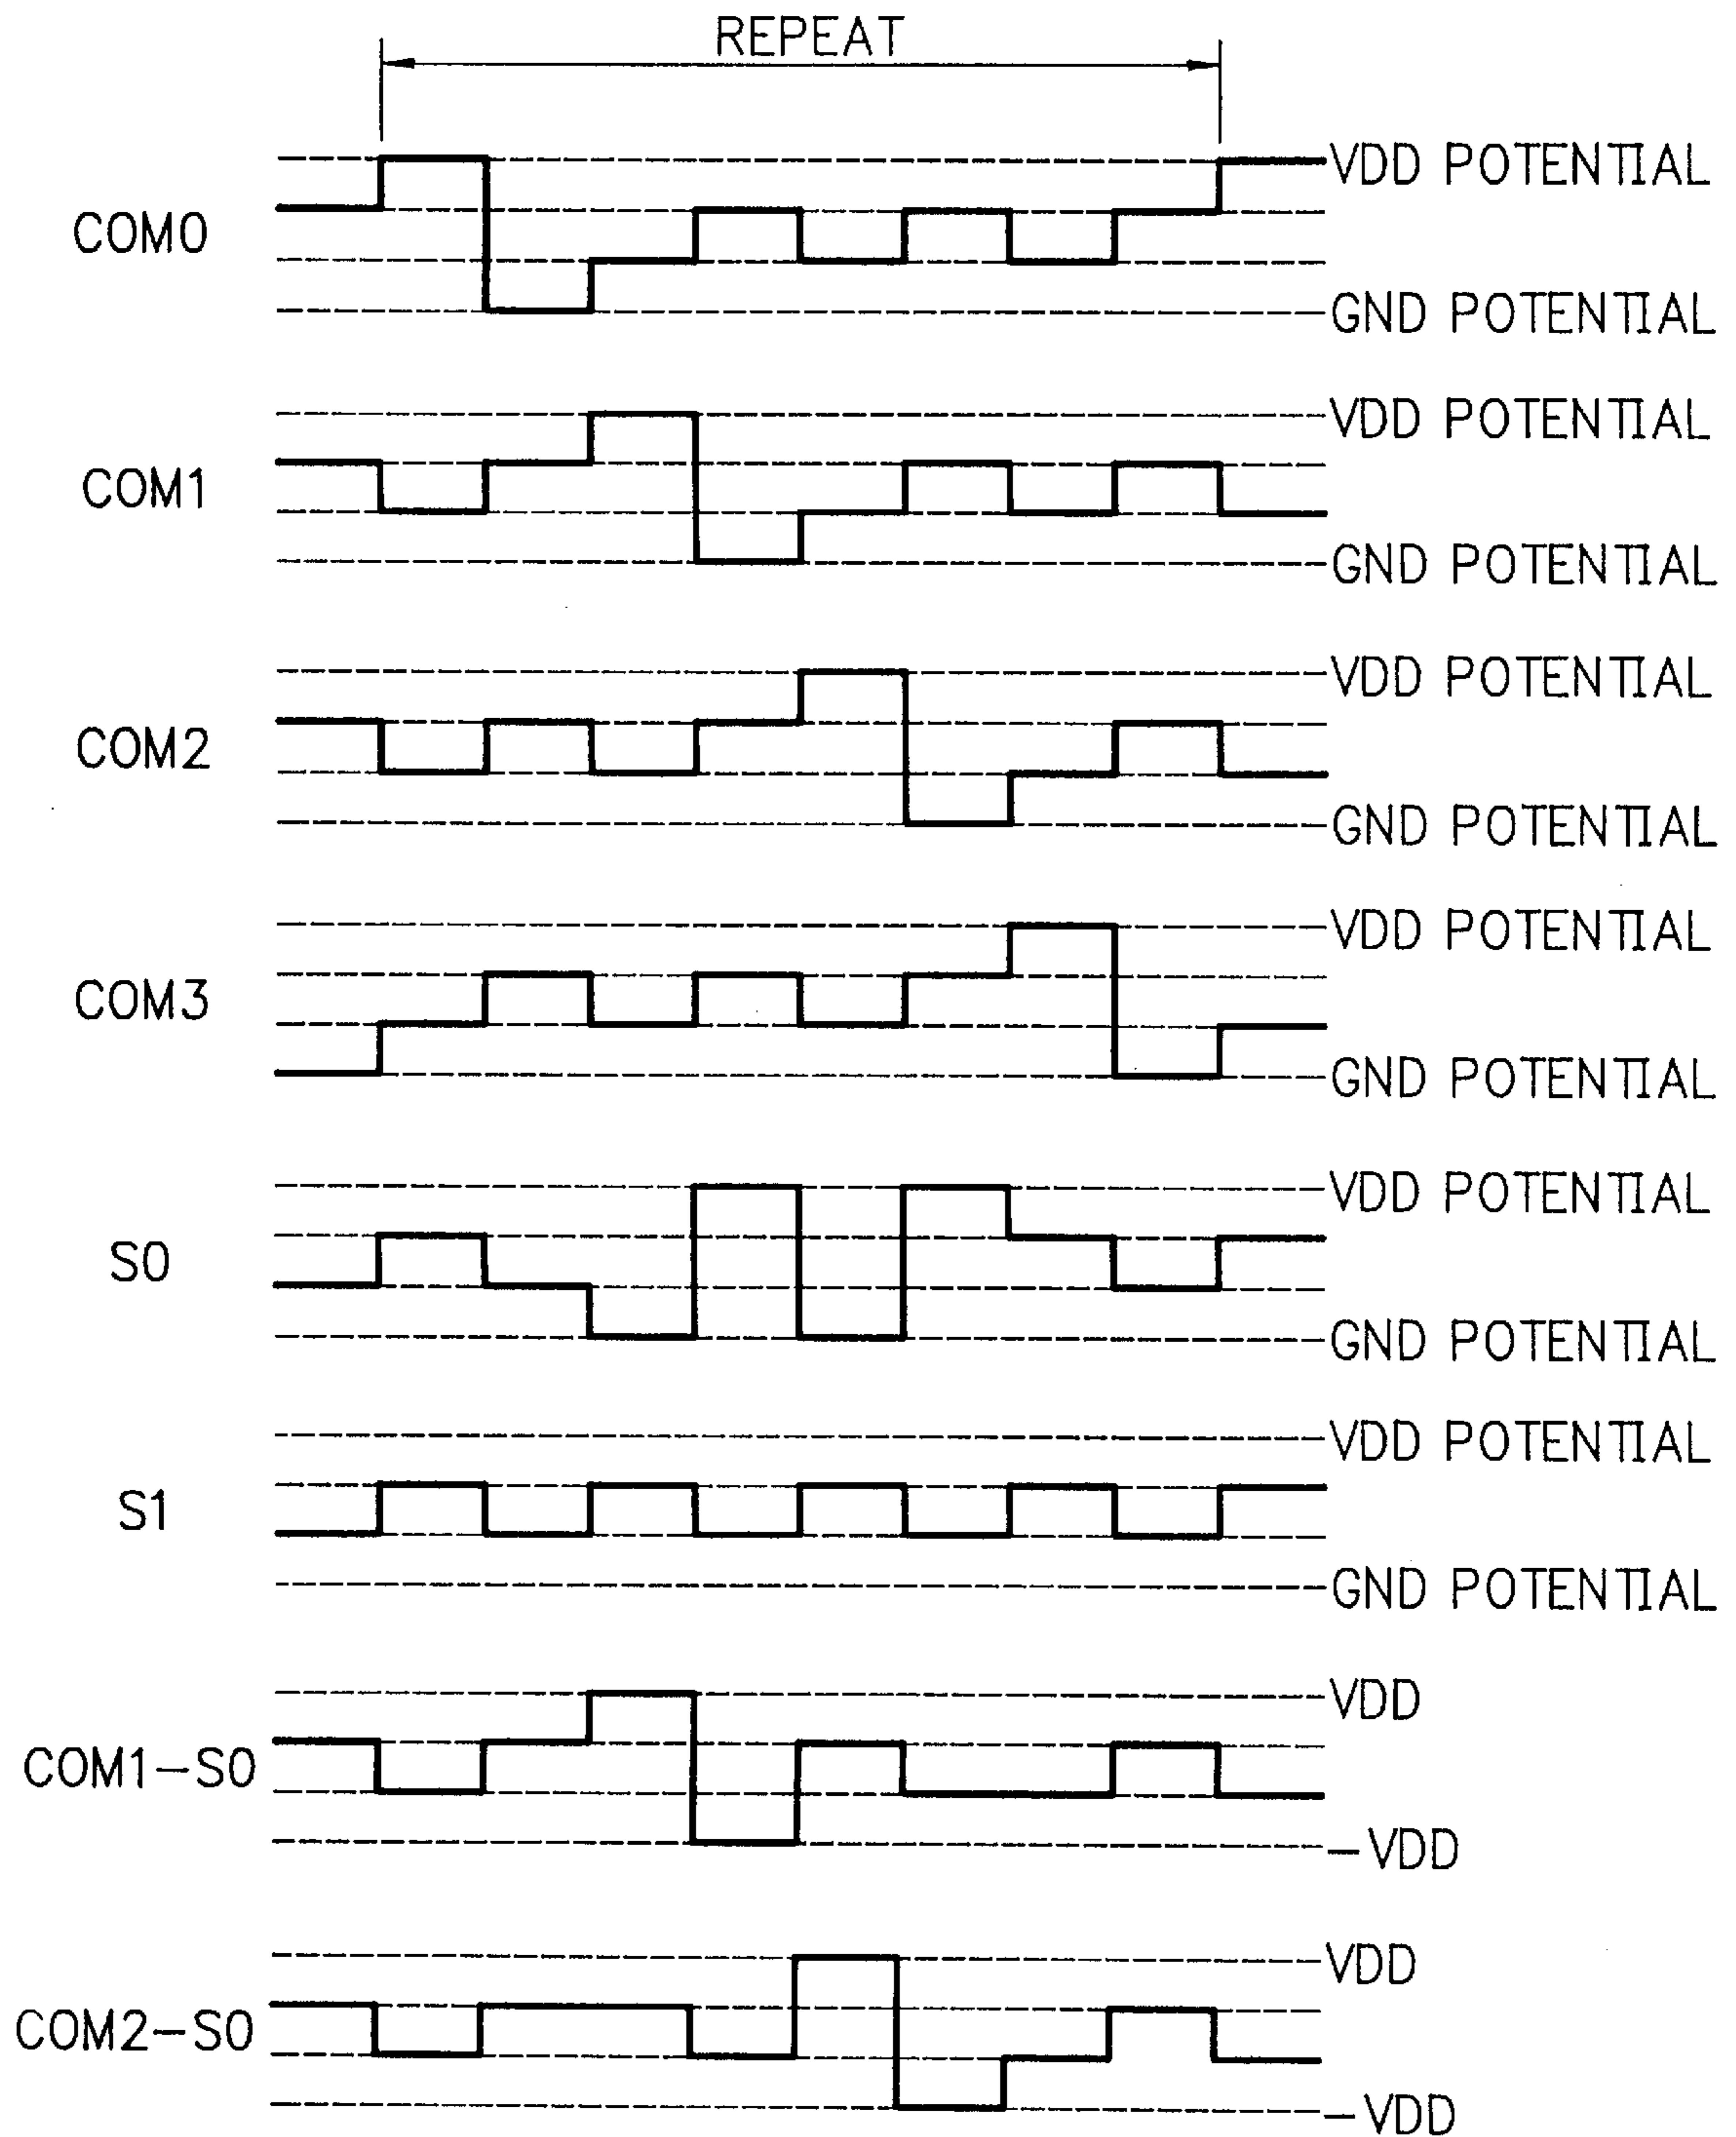 REPEAT
VDD POTENTIAL
COM0
GND POTENTIAL
VDD POTENTIAL
COM1
GND POTENTIAL
VDD POTENTIAL
COM2
GND POTENTIAL
VDD POTENTIAL
COM3
GND POTENTIAL
VDD POTENTIAL
S0
GND POTENTIAL
VDD POTENTIAL
S1
GND POTENTIAL
VDD
COM1-S0
-VDD
VDD
COM2-S0
-VDD